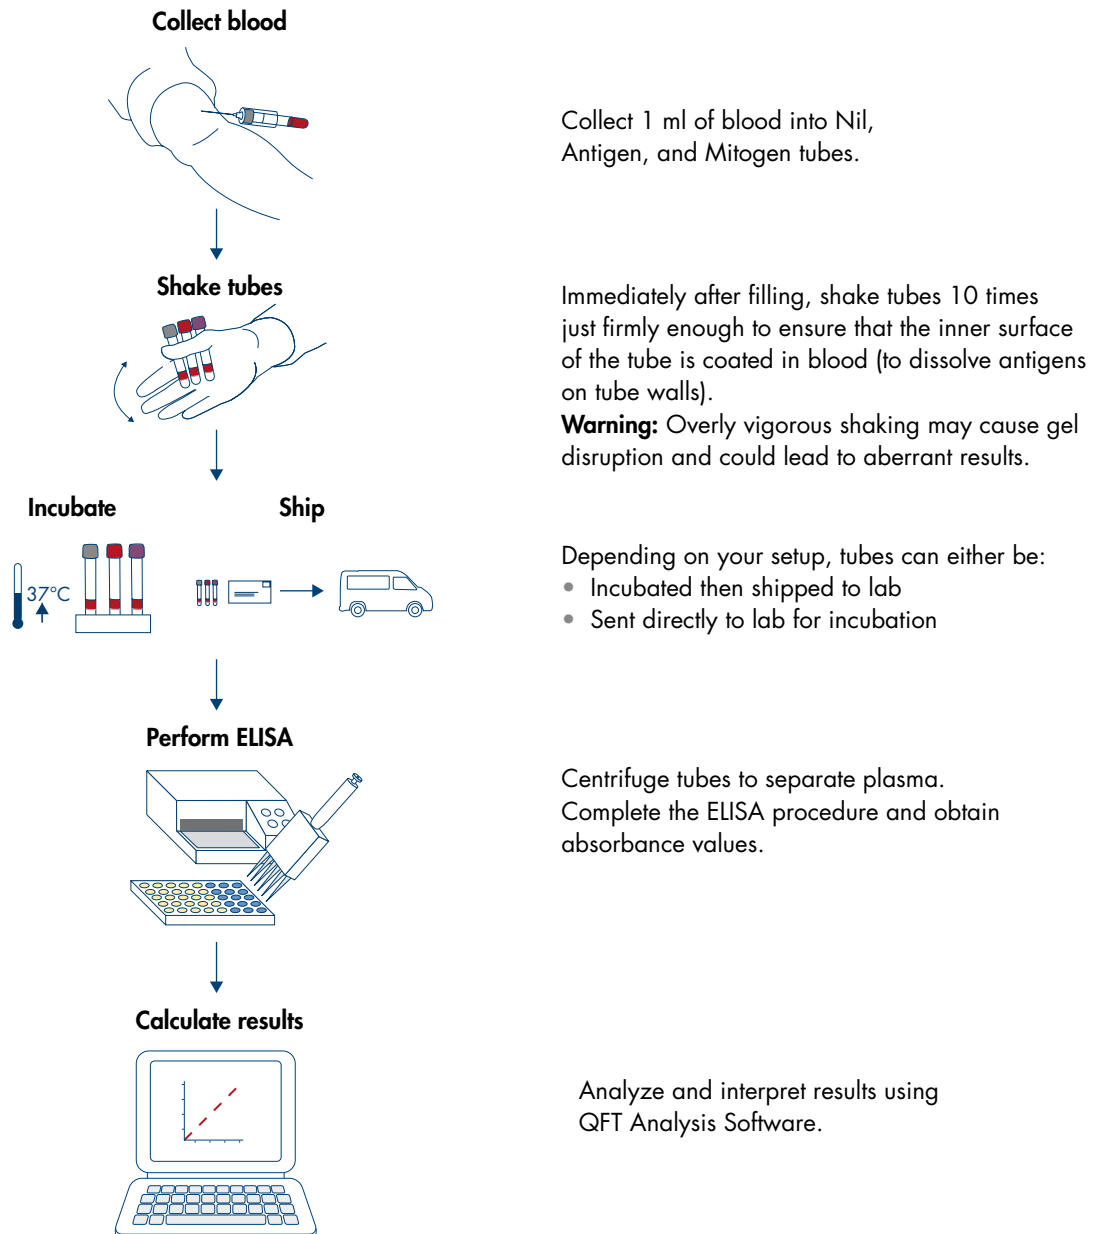 Collect blood
Collect 1 ml of blood into Nil,
Antigen, and Mitogen tubes.
Shake tubes
Immediately after filling, shake tubes 10 times
just firmly enough to ensure that the inner surface
of the tube is coated in blood (to dissolve antigens
on tube walls).
Warning: Overly vigorous shaking may cause gel
disruption and could lead to aberrant results.
Incubate
Ship
37°C
Depending on your setup, tubes can either be:
• Incubated then shipped to lab
• Sent directly to lab for incubation
Perform ELISA
Centrifuge tubes to separate plasma.
Complete the ELISA procedure and obtain
absorbance values.
Calculate results
Analyze and interpret results using
QFT Analysis Software.